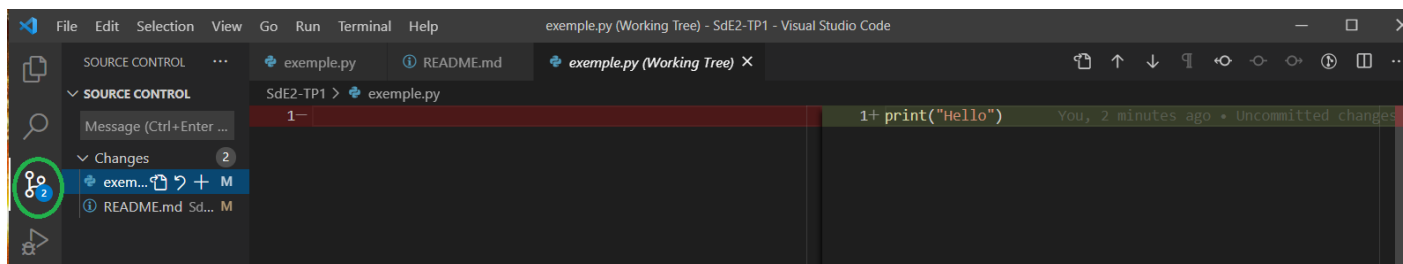 File Edit Selection View Go Run Terminal Help exemple.py (Working Tree) - SdE2-TP1 - Visual Studio Code
SOURCE CONTROL ··· exemple.py README.md exemple.py (Working Tree)
SOURCE CONTROL SdE2-TP1 > exemple.py
Message (Ctrl+Enter ... 1− 1+ print("Hello") You, 2 minutes ago • Uncommitted changes
Changes 2
exem... M
2
README.md Sd... M